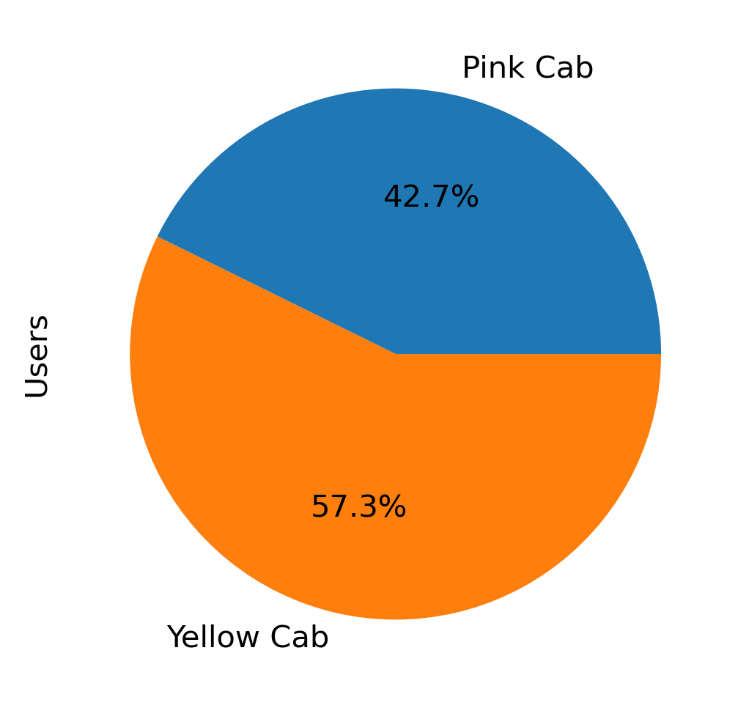 Pink Cab
42.7%
Users
57.3%
Yellow Cab